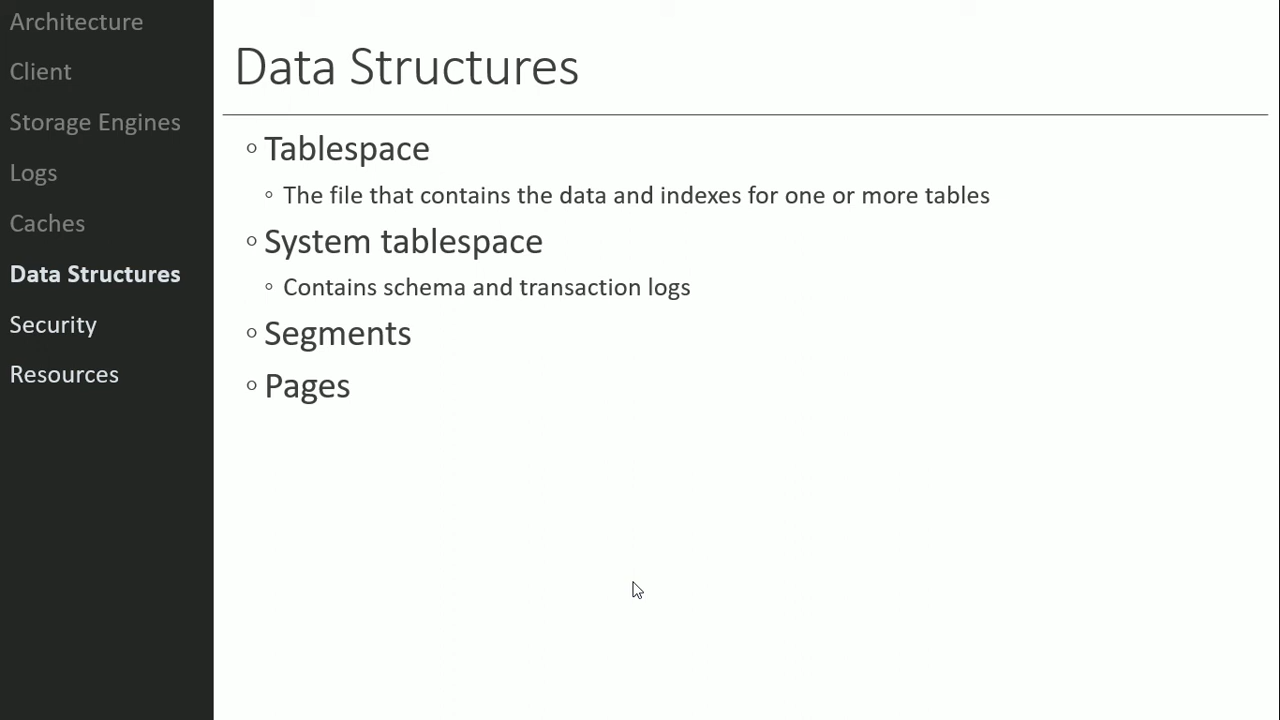 Architecture
Client
Storage Engines
Logs
Caches
Data Structures
Security
Resources
Data Structures
Tablespace
The file that contains the data and indexes for one or more tables
System tablespace
Contains schema and transaction logs
Segments
Pages